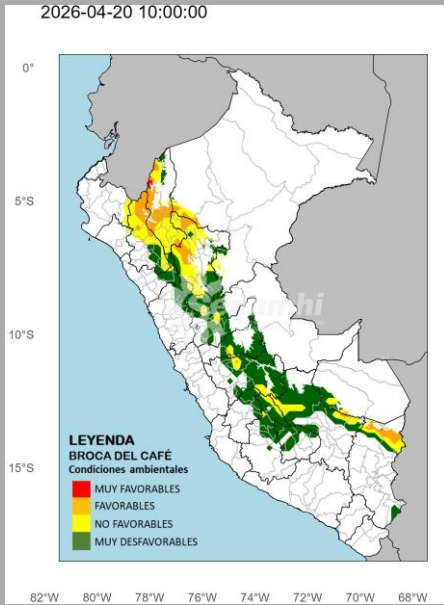 2026-04-20 10:00:00
0°
5°S
10°S
15°S
Senamhi
LEYENDA
BROCA DEL CAFÉ
Condiciones ambientales
MUY FAVORABLES
FAVORABLES
NO FAVORABLES
MUY DESFAVORABLES
82°W 80°W 78°W 76°W 74°W 72°W 70°W 68°W